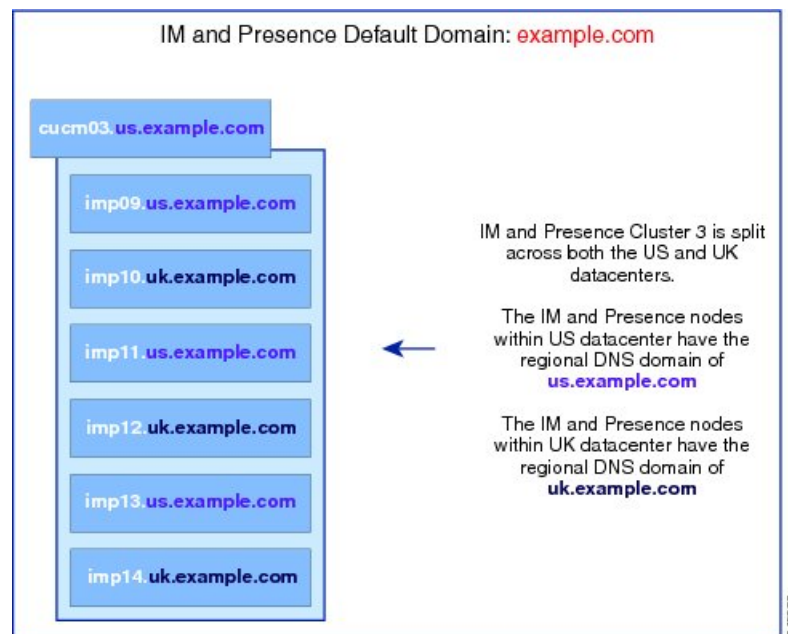 IM and Presence Default Domain: example.com
cucm03.us.example.com
imp09.us.example.com
imp10.uk.example.com
imp11.us.example.com
imp12.uk.example.com
imp13.us.example.com
imp14.uk.example.com
IM and Presence Cluster 3 is split
across both the US and UK
datacenters.
The IM and Presence nodes
within US datacenter have the
regional DNS domain of
us.example.com
The IM and Presence nodes
within UK datacenter have the
regional DNS domain of
uk.example.com